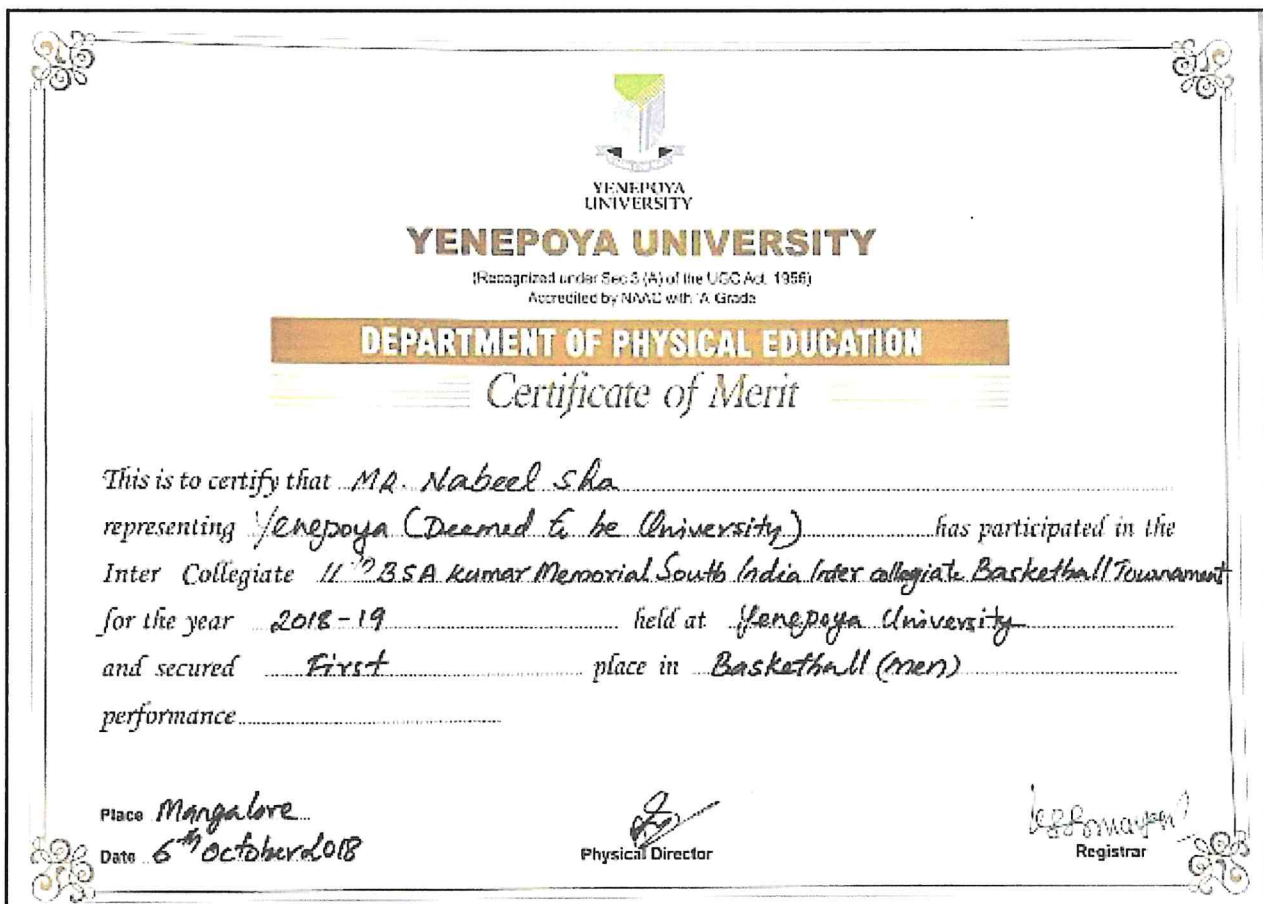 YENEPOYA
UNIVERSITY
YENEPOYA UNIVERSITY
(Recognized under Sec 3 (A) of the UGC Act, 1956)
Accredited by NAAC with 'A' Grade
DEPARTMENT OF PHYSICAL EDUCATION
Certificate of Merit
This is to certify that MR. Nabeel Sha
representing Yenepoya (Deemed to be University) has participated in the
Inter Collegiate 11th BSA Kumar Memorial South India Inter collegiate Basketball Tournament
for the year 2018-19 held at Yenepoya University
and secured First place in Basketball (men)
performance
Place Mangalore
Date 6th October 2018
Physical Director
Registrar